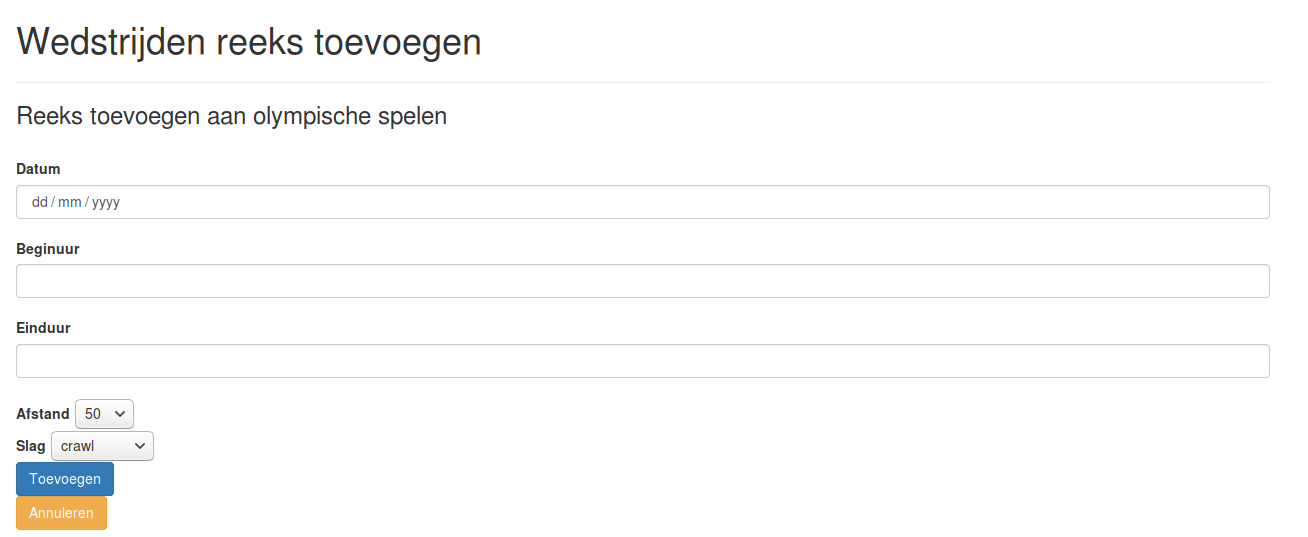 Wedstrijden reeks toevoegen
Reeks toevoegen aan olympische spelen
Datum
dd / mm / yyyy
Beginuur
Einduur
Afstand 50
Slag crawl
Toevoegen
Annuleren